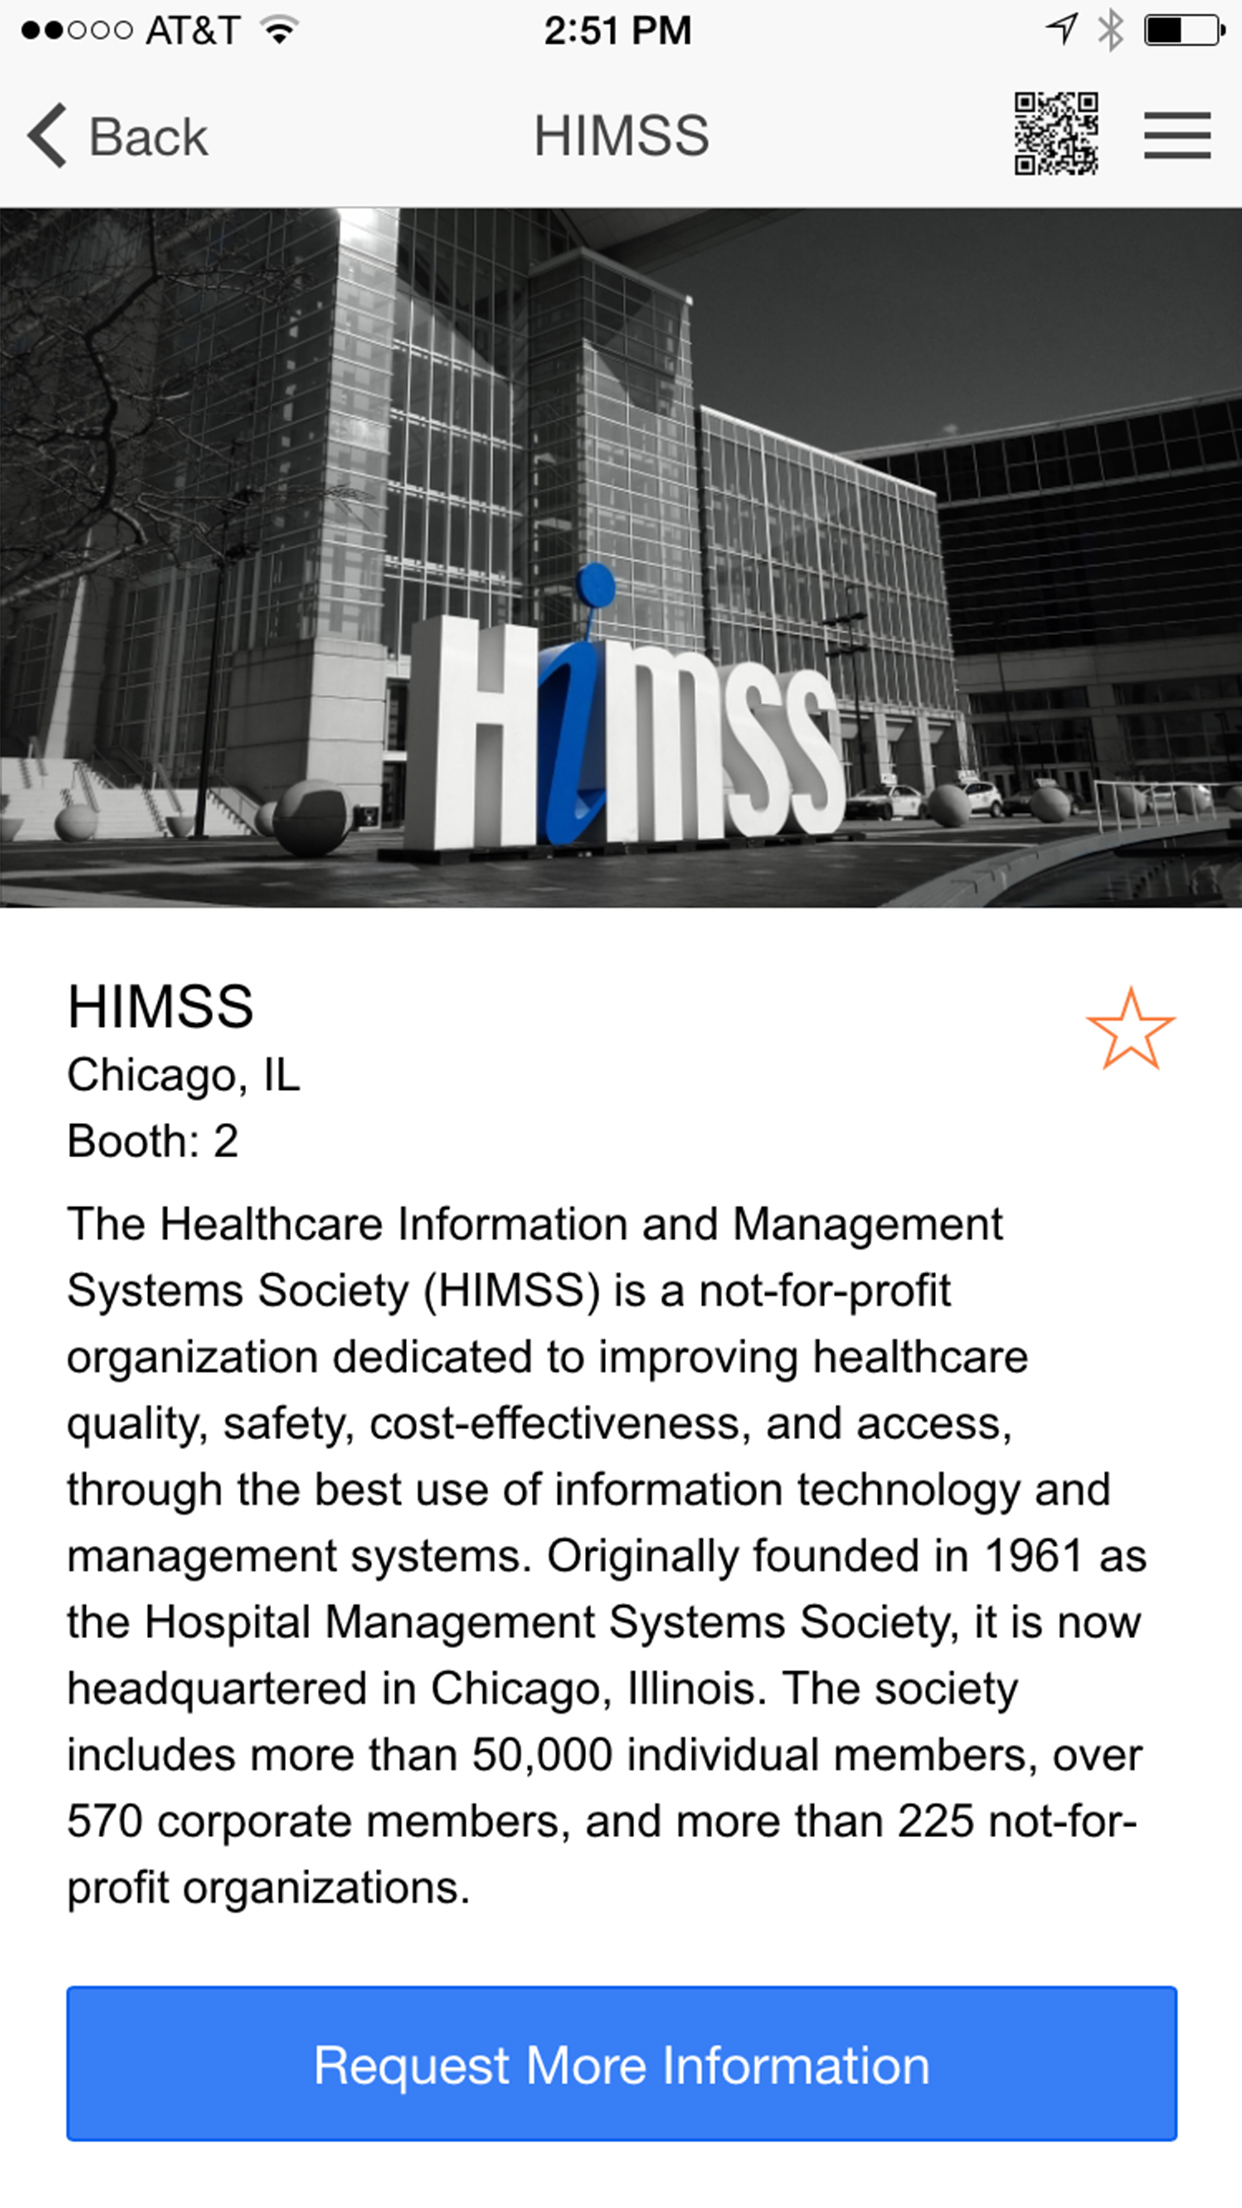 AT&T 2:51 PM
Back HIMSS
Himss
HIMSS
Chicago, IL
Booth: 2
The Healthcare Information and Management
Systems Society (HIMSS) is a not-for-profit
organization dedicated to improving healthcare
quality, safety, cost-effectiveness, and access,
through the best use of information technology and
management systems. Originally founded in 1961 as
the Hospital Management Systems Society, it is now
headquartered in Chicago, Illinois. The society
includes more than 50,000 individual members, over
570 corporate members, and more than 225 not-for-
profit organizations.
Request More Information